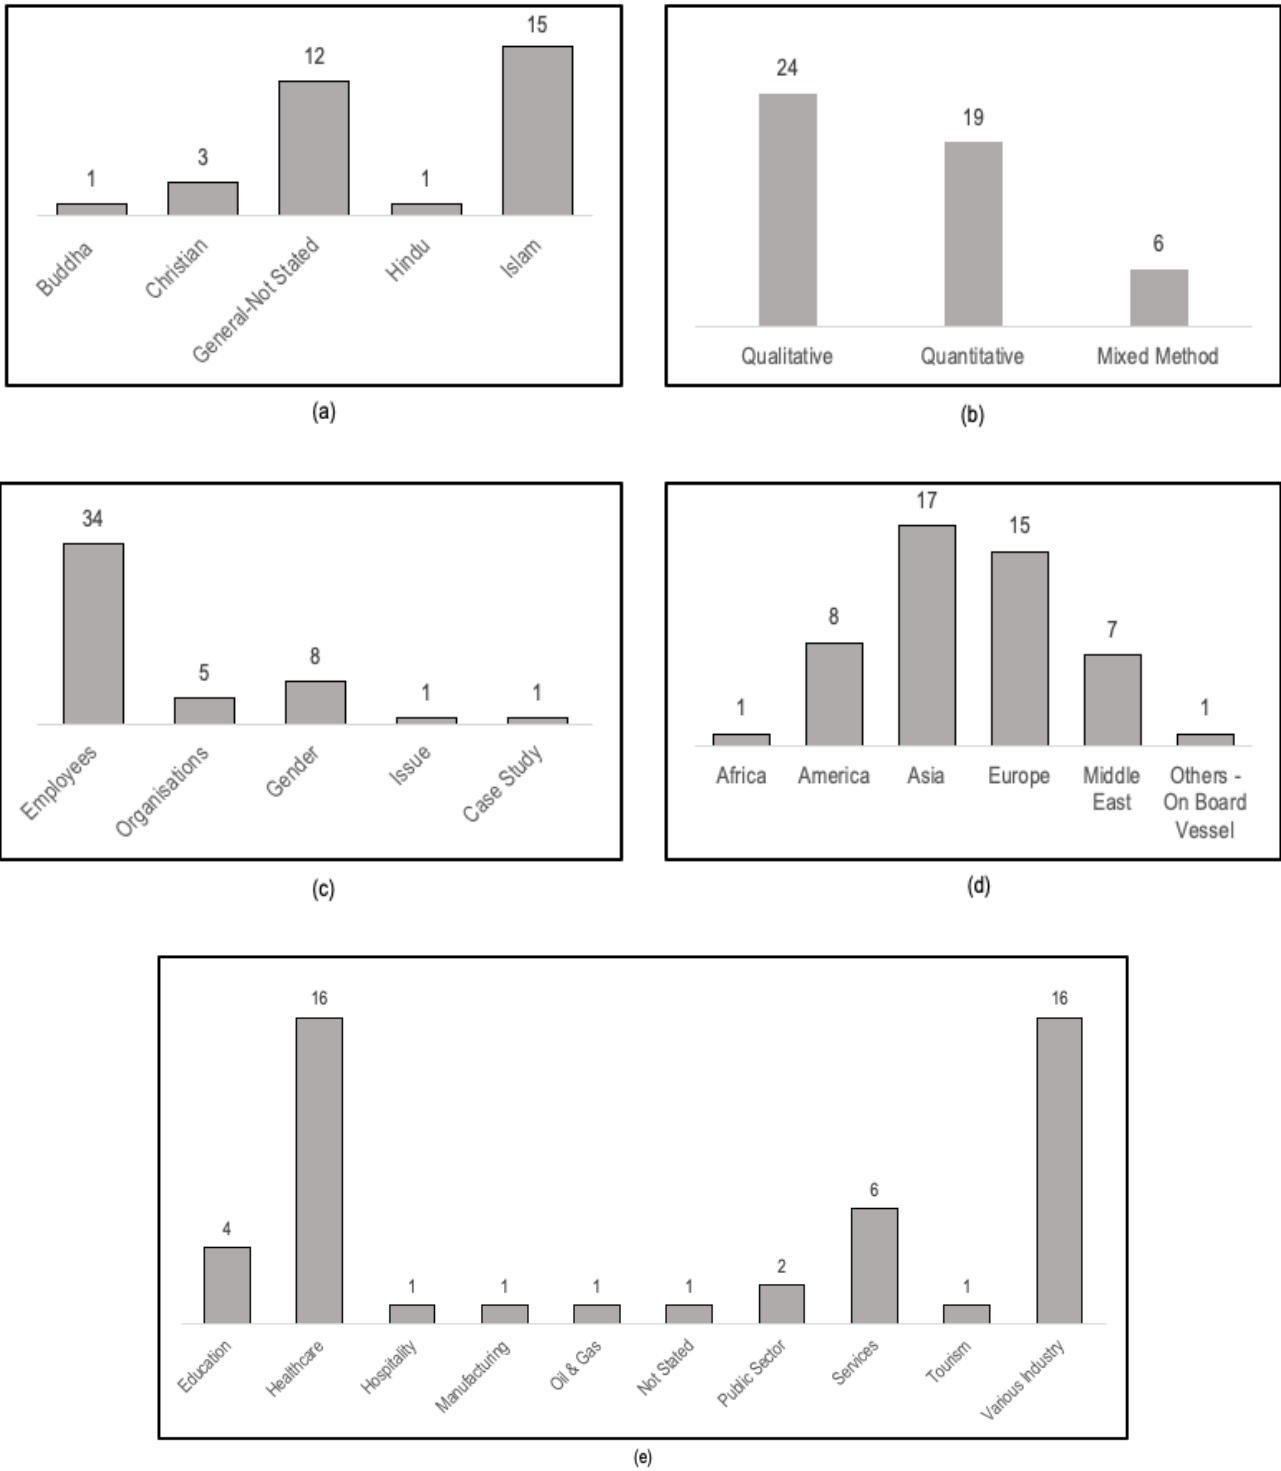 1
3
12
1
15
Buddha
Christian
General-Not Stated
Hindu
Islam
(a)
24
19
6
Qualitative
Quantitative
Mixed Method
(b)
34
5
8
1
1
Employees
Organisations
Gender
Issue
Case Study
(c)
1
8
17
15
7
1
Africa
America
Asia
Europe
Middle
East
Others -
On Board
Vessel
(d)
4
16
1
1
1
1
2
6
1
16
Education
Healthcare
Hospitality
Manufacturing
Oil & Gas
Not Stated
Public Sector
Services
Tourism
Various Industry
(e)